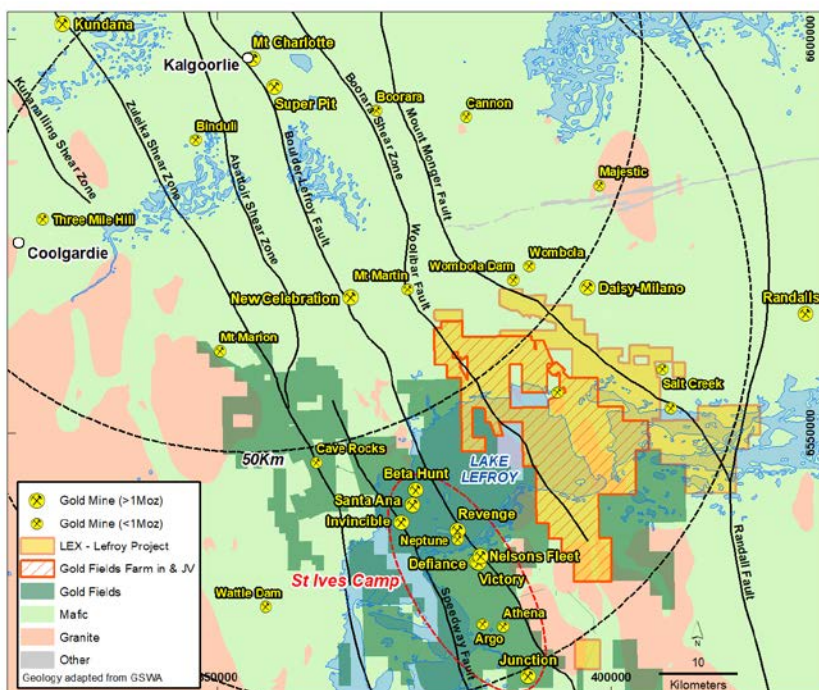 Kundana
Mt Charlotte
Kalgoorlie
Super Pit
Boorara
Cannon
Kunanalling Shear Zone
Zuleika Shear Zone
Binduli
Abattoir Shear Zone
Boulder-Lefroy Fault
Boorara Shear Zone
Mount Monger Fault
Majestic
Three Mile Hill
Coolgardie
Woolibar Fault
Wombola Dam
Wombola
Mt Martin
Daisy-Milano
New Celebration
Randalls
Mt Marion
Salt Creek
50Km
Cave Rocks
LAKE
LEFROY
Beta Hunt
Santa Ana
Invincible
Revenge
Neptune
Nelsons Fleet
Defiance
Victory
St Ives Camp
Wattle Dam
Speedway Fault
Athena
Argo
Junction
Randall Fault
6600000
6550000
350000
400000
N
10
Kilometers
Gold Mine (>1Moz)
Gold Mine (<1Moz)
LEX - Lefroy Project
Gold Fields Farm in & JV
Gold Fields
Mafic
Granite
Other
Geology adapted from GSWA